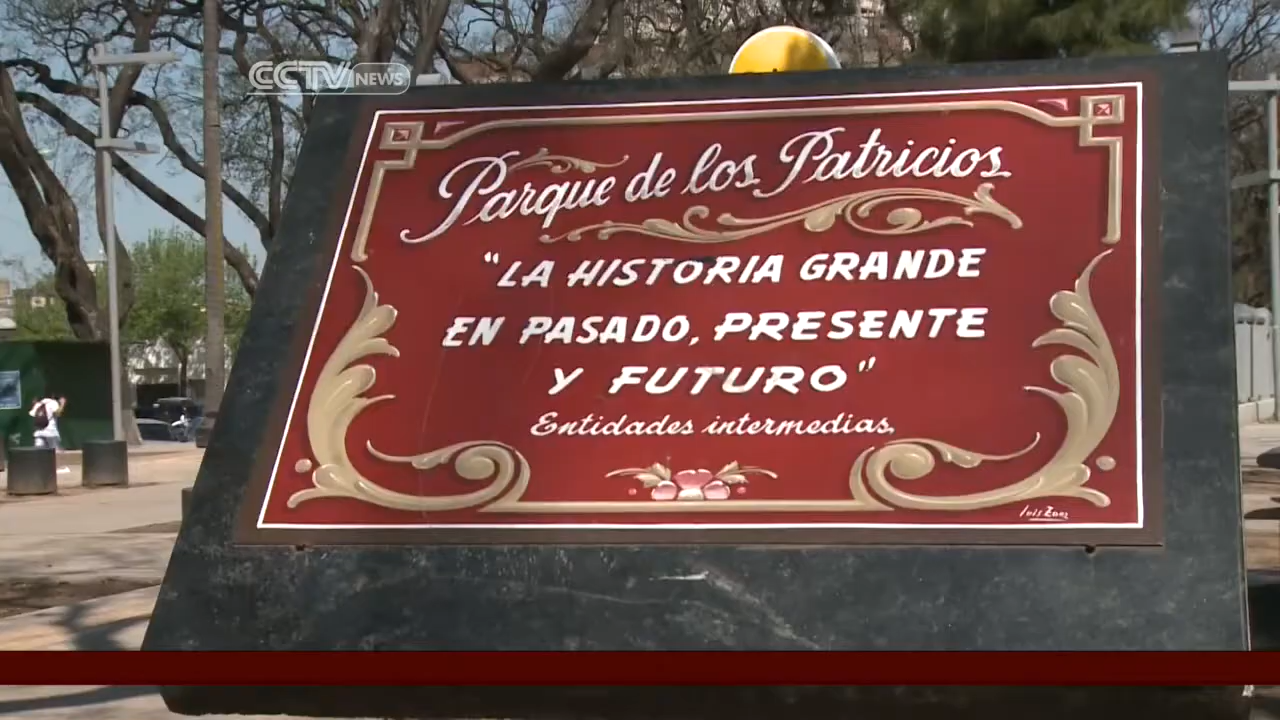 CCTV NEWS
Parque de los Patricios
"LA HISTORIA GRANDE
EN PASADO, PRESENTE
Y FUTURO"
Entidades intermedias.